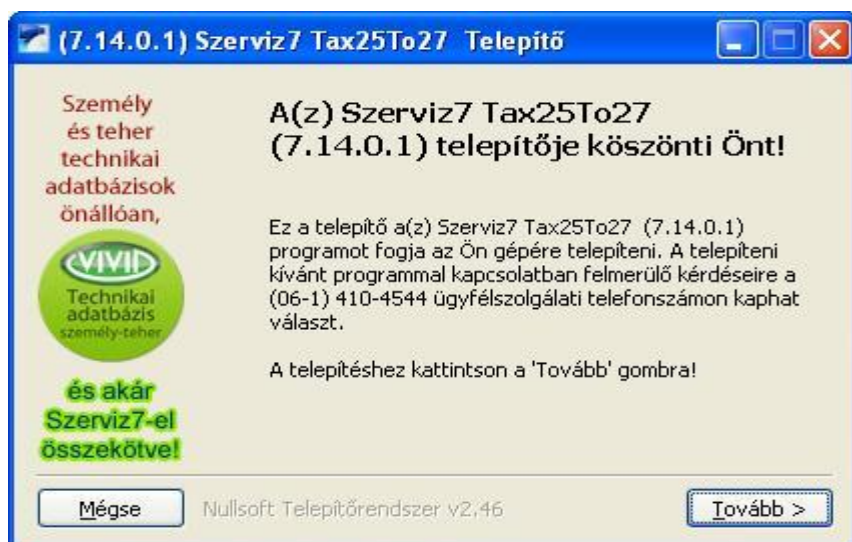 (7.14.0.1) Szerviz7 Tax25To27 Telepítő
Személy
és teher
technikai
adatbázisok
önállóan,
VIVID
Technikai
adatbázis
személy-teher
és akár
Szerviz7-el
összekötve!
A(z) Szerviz7 Tax25To27
(7.14.0.1) telepítője köszönti Önt!
Ez a telepítő a(z) Szerviz7 Tax25To27 (7.14.0.1)
programot fogja az Ön gépére telepíteni. A telepíteni
kívánt programmal kapcsolatban felmerülő kérdéseire a
(06-1) 410-4544 ügyfélszolgálati telefonszámon kaphat
választ.
A telepítéshez kattintson a 'Tovább' gombra!
Mégse
Nullsoft Telepítőrendszer v2.46
Tovább >